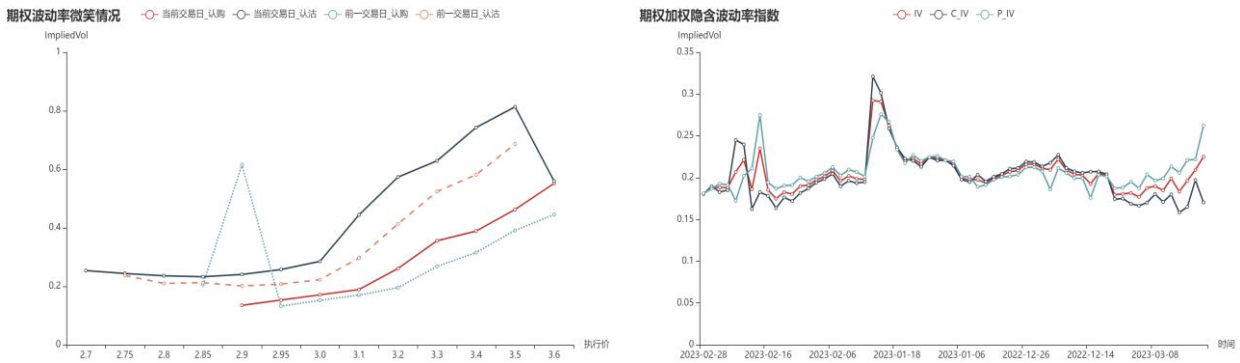 期权波动率微笑情况
当前交易日_认购 当前交易日_认沽 前一交易日_认购 前一交易日_认沽
ImpliedVol
1
0.8
0.6
0.4
0.2
0
2.7 2.75 2.8 2.85 2.9 2.95 3.0 3.1 3.2 3.3 3.4 3.5 3.6
执行价
期权加权隐含波动率指数
IV C_IV P_IV
ImpliedVol
0.35
0.3
0.25
0.2
0.15
0.1
0.05
0
2023-02-28 2023-02-16 2023-02-06 2023-01-18 2023-01-06 2022-12-26 2022-12-14 2023-03-08
时间